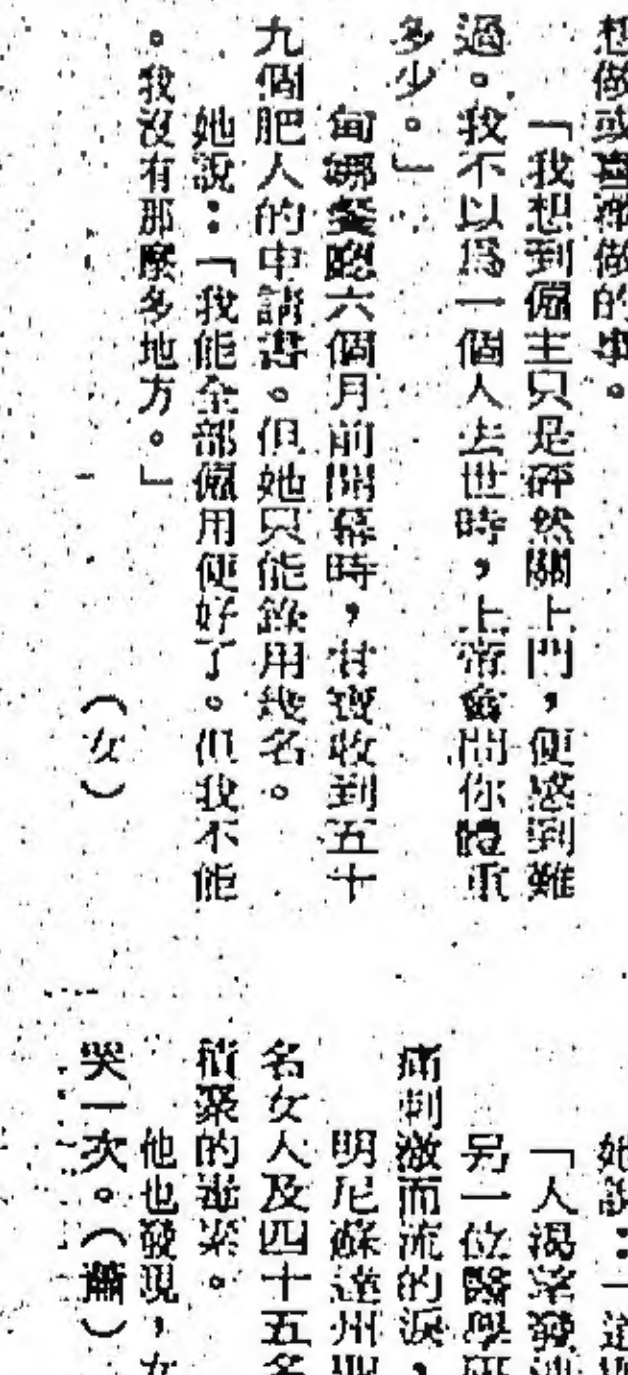 想做或喜歡做的事。
「我想到僱主只是砰然關上門，便感到難
過。我不以爲一個人去世時，上帝會問你體重
多少。」
甸娜餐廳六個月前開幕時，甘寶收到五十
九個肥人的申請書。但她只能錄用幾名。
她說：「我能全部僱用便好了。但我不能
。我沒有那麼多地方。」
（女）
她說：「這
「人渴
另一位醫學研
痛刺激而流的淚，
明尼蘇達州
名女人及四十五名
積聚的毒素。
他也發現，女
哭一次。（蕭）